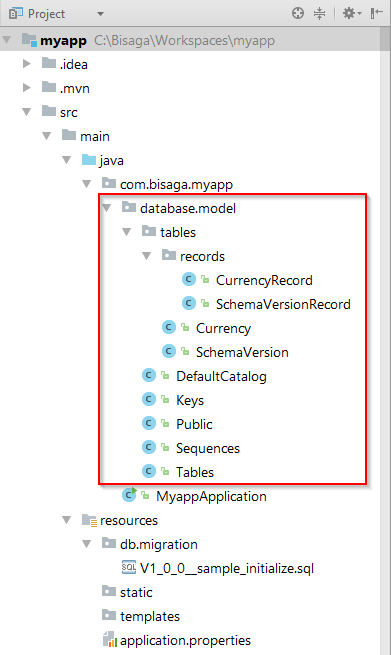 Project
myapp C:\Bisaga\Workspaces\myapp
.idea
.mvn
src
main
java
com.bisaga.myapp
database.model
tables
records
CurrencyRecord
SchemaVersionRecord
Currency
SchemaVersion
DefaultCatalog
Keys
Public
Sequences
Tables
MyappApplication
resources
db.migration
V1_0_0__sample_initialize.sql
static
templates
application.properties